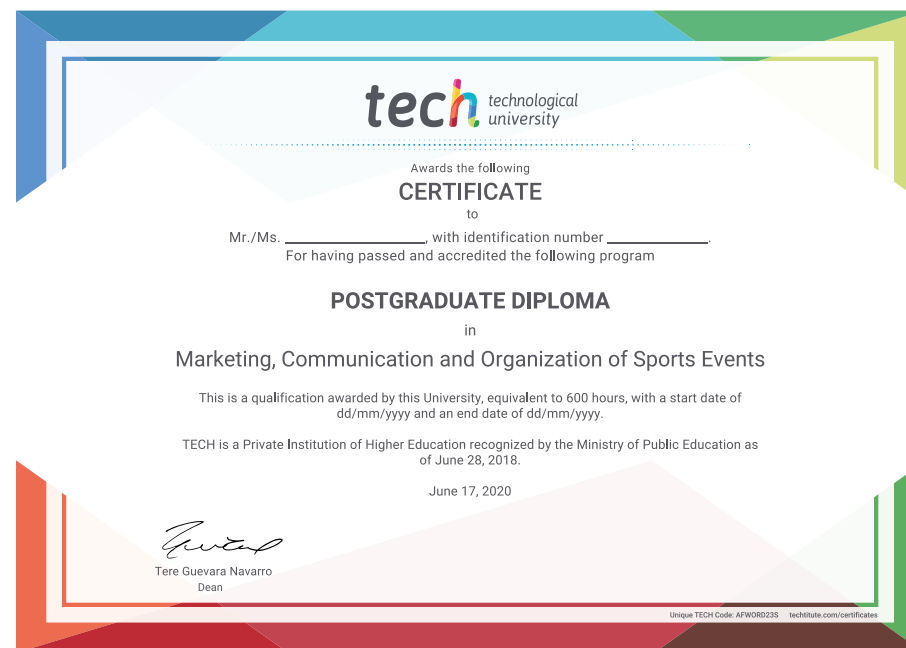 tech technological
university
Awards the following
CERTIFICATE
to
Mr./Ms. ____________________, with identification number ______________.
For having passed and accredited the following program
POSTGRADUATE DIPLOMA
in
Marketing, Communication and Organization of Sports Events
This is a qualification awarded by this University, equivalent to 600 hours, with a start date of
dd/mm/yyyy and an end date of dd/mm/yyyy.
TECH is a Private Institution of Higher Education recognized by the Ministry of Public Education as
of June 28, 2018.
June 17, 2020
Tere Guevara Navarro
Dean
Unique TECH Code: AFWORD23S techtitute.com/certificates